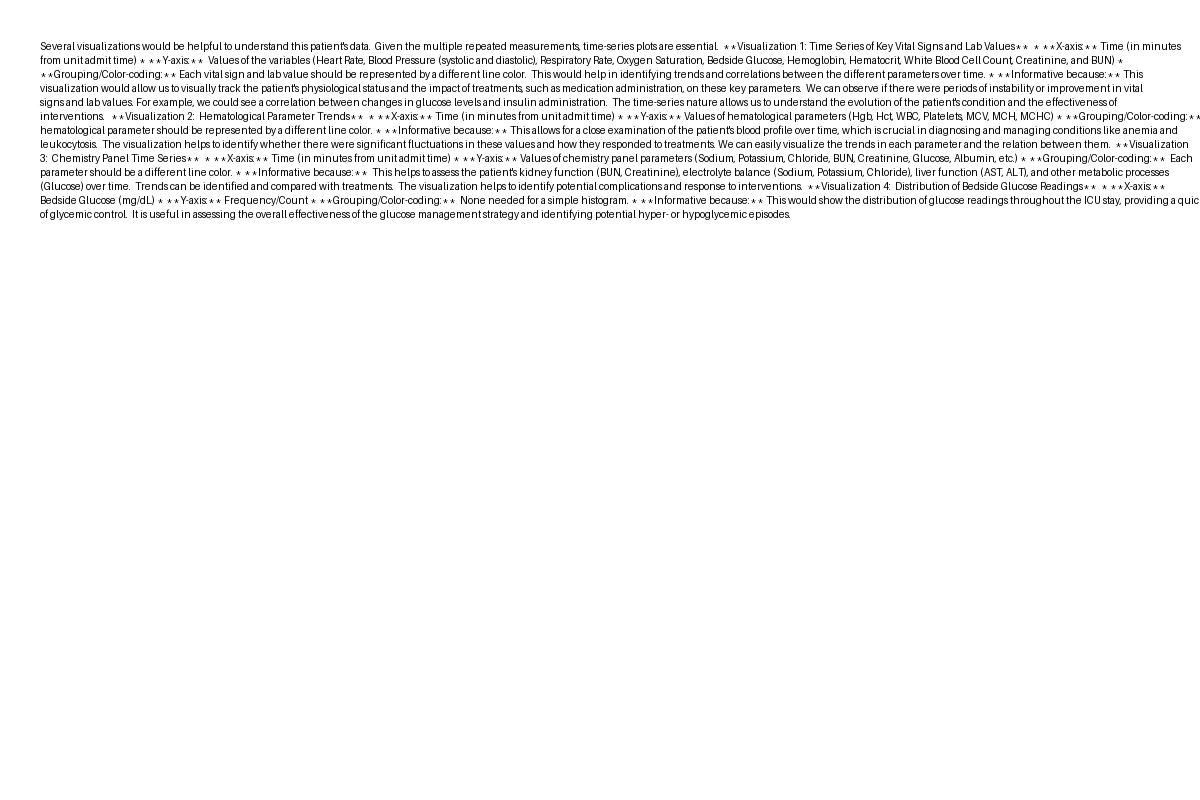 Several visualizations would be helpful to understand this patient's data.  Given the multiple repeated measurements, time-series plots are essential.  **Visualization 1: Time Series of Key Vital Signs and Lab Values**  * **X-axis:** Time (in minutes
from unit admit time) * **Y-axis:**  Values of the variables (Heart Rate, Blood Pressure (systolic and diastolic), Respiratory Rate, Oxygen Saturation, Bedside Glucose, Hemoglobin, Hematocrit, White Blood Cell Count, Creatinine, and BUN) *
**Grouping/Color-coding:** Each vital sign and lab value should be represented by a different line color.  This would help in identifying trends and correlations between the different parameters over time. * **Informative because:** This
visualization would allow us to visually track the patient's physiological status and the impact of treatments, such as medication administration, on these key parameters.  We can observe if there were periods of instability or improvement in vital
signs and lab values. For example, we could see a correlation between changes in glucose levels and insulin administration.  The time-series nature allows us to understand the evolution of the patient's condition and the effectiveness of
interventions.   **Visualization 2:  Hematological Parameter Trends**  * **X-axis:** Time (in minutes from unit admit time) * **Y-axis:** Values of hematological parameters (Hgb, Hct, WBC, Platelets, MCV, MCH, MCHC) * **Grouping/Color-coding:**
hematological parameter should be represented by a different line color. * **Informative because:** This allows for a close examination of the patient's blood profile over time, which is crucial in diagnosing and managing conditions like anemia and
leukocytosis.  The visualization helps to identify whether there were significant fluctuations in these values and how they responded to treatments. We can easily visualize the trends in each parameter and the relation between them.  **Visualization
3:  Chemistry Panel Time Series**  * **X-axis:** Time (in minutes from unit admit time) * **Y-axis:** Values of chemistry panel parameters (Sodium, Potassium, Chloride, BUN, Creatinine, Glucose, Albumin, etc.) * **Grouping/Color-coding:**  Each
parameter should be a different line color. * **Informative because:**  This helps to assess the patient's kidney function (BUN, Creatinine), electrolyte balance (Sodium, Potassium, Chloride), liver function (AST, ALT), and other metabolic processes
(Glucose) over time.  Trends can be identified and compared with treatments.  The visualization helps to identify potential complications and response to interventions.  **Visualization 4:  Distribution of Bedside Glucose Readings**  * **X-axis:**
Bedside Glucose (mg/dL) * **Y-axis:** Frequency/Count * **Grouping/Color-coding:**  None needed for a simple histogram. * **Informative because:** This would show the distribution of glucose readings throughout the ICU stay, providing a quic
of glycemic control.  It is useful in assessing the overall effectiveness of the glucose management strategy and identifying potential hyper- or hypoglycemic episodes.